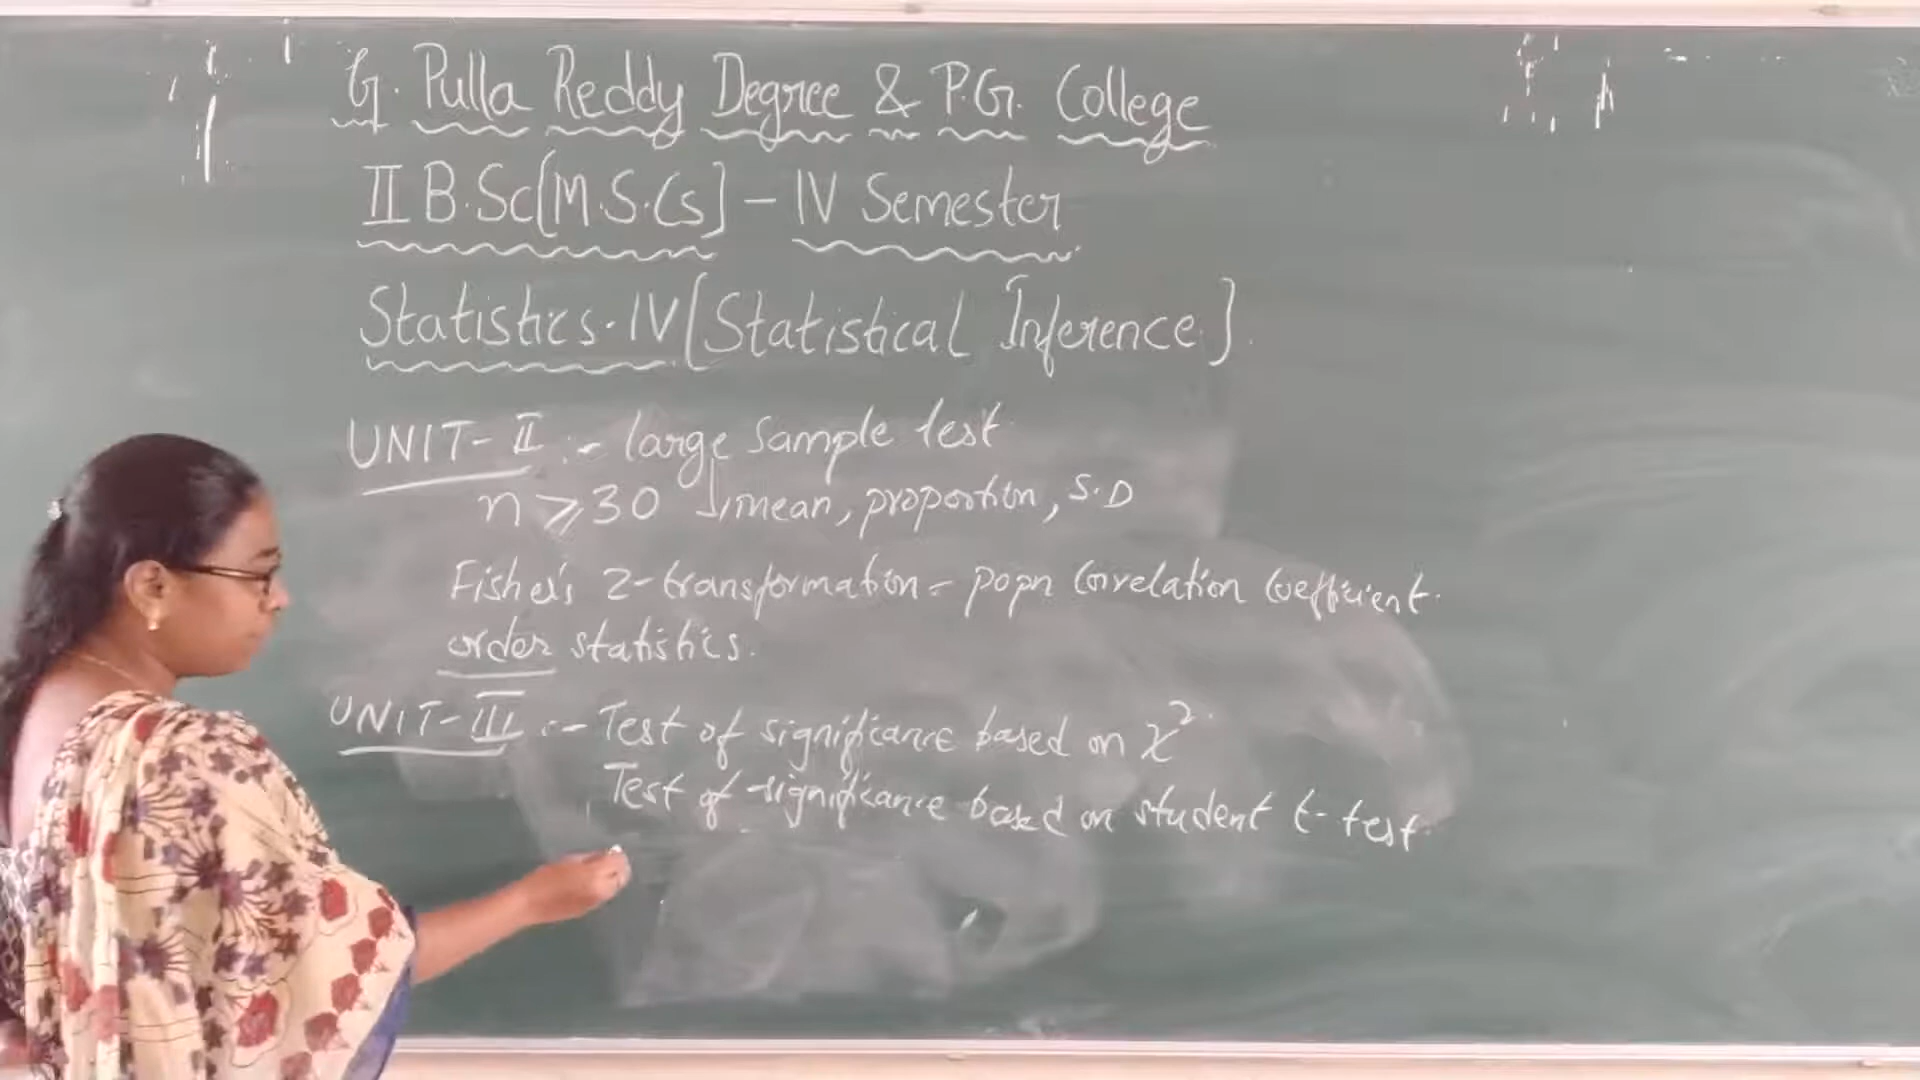 G. Pulla Reddy Degree & P.G. College
II B.Sc[M.S.Cs] - IV Semester
Statistics-IV [Statistical Inference].
UNIT-II :- large sample test
n ≥ 30 mean, proportion, S.D
Fisher's Z-transformation - popn correlation coefficient.
order statistics.
UNIT-III :- Test of significance based on χ².
Test of significance based on student t-test.